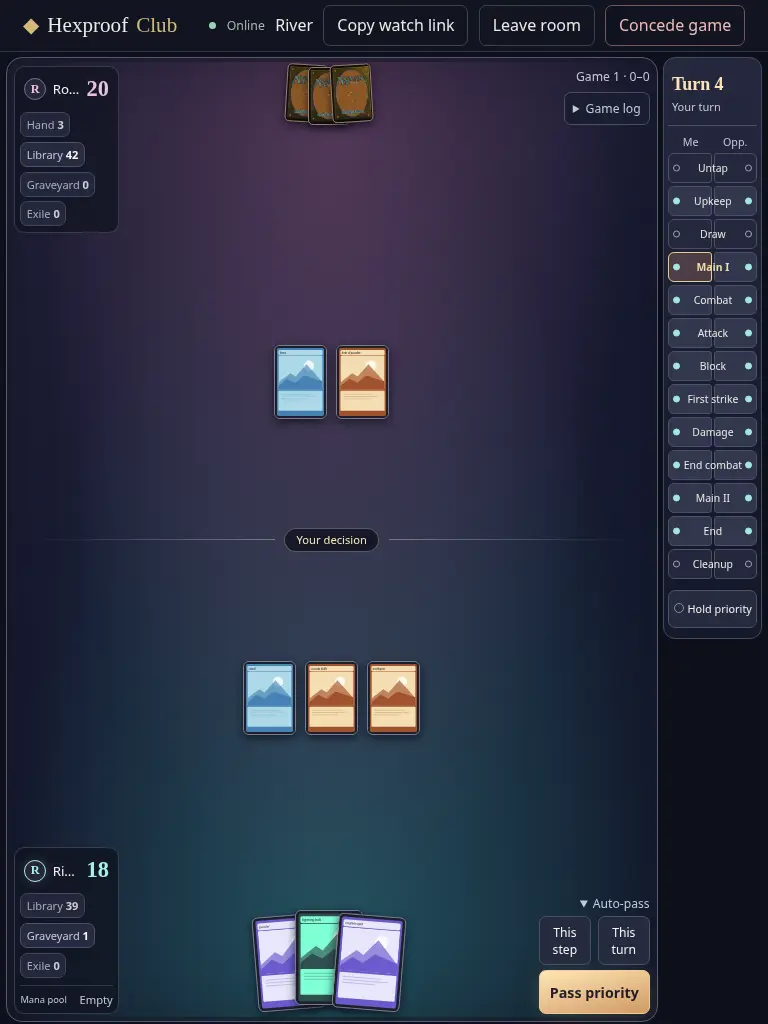 Hexproof Club
Online
River
Copy watch link
Leave room
Concede game
R Ro... 20
Hand 3
Library 42
Graveyard 0
Exile 0
Game 1 · 0–0
Game log
Turn 4
Your turn
Me Opp.
Untap
Upkeep
Draw
Main I
Combat
Attack
Block
First strike
Damage
End combat
Main II
End
Cleanup
Hold priority
Your decision
R Ri... 18
Library 39
Graveyard 1
Exile 0
Mana pool Empty
Auto-pass
This step
This turn
Pass priority